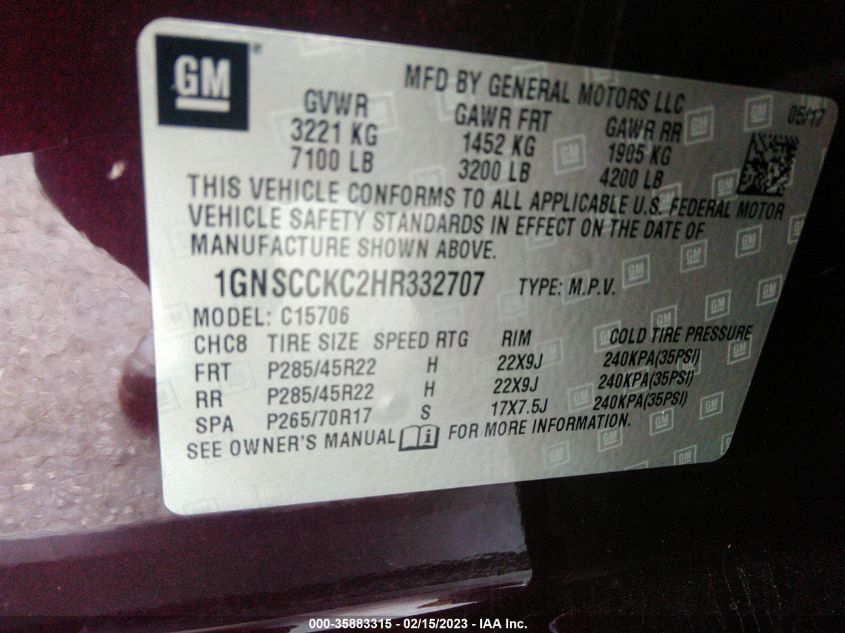 GM ®
MFD BY GENERAL MOTORS LLC
05/17
GVWR GAWR FRT GAWR RR
3221 KG 1452 KG 1905 KG
7100 LB 3200 LB 4200 LB
THIS VEHICLE CONFORMS TO ALL APPLICABLE U.S. FEDERAL MOTOR
VEHICLE SAFETY STANDARDS IN EFFECT ON THE DATE OF
MANUFACTURE SHOWN ABOVE.
1GNSCCKC2HR332707 TYPE: M.P.V.
MODEL: C15706
CHC8 TIRE SIZE SPEED RTG RIM COLD TIRE PRESSURE
FRT P285/45R22 H 22X9J 240KPA(35PSI)
RR P285/45R22 H 22X9J 240KPA(35PSI)
SPA P265/70R17 S 17X7.5J 240KPA(35PSI)
SEE OWNER'S MANUAL i FOR MORE INFORMATION.
000-35883315 - 02/15/2023 - IAA Inc.